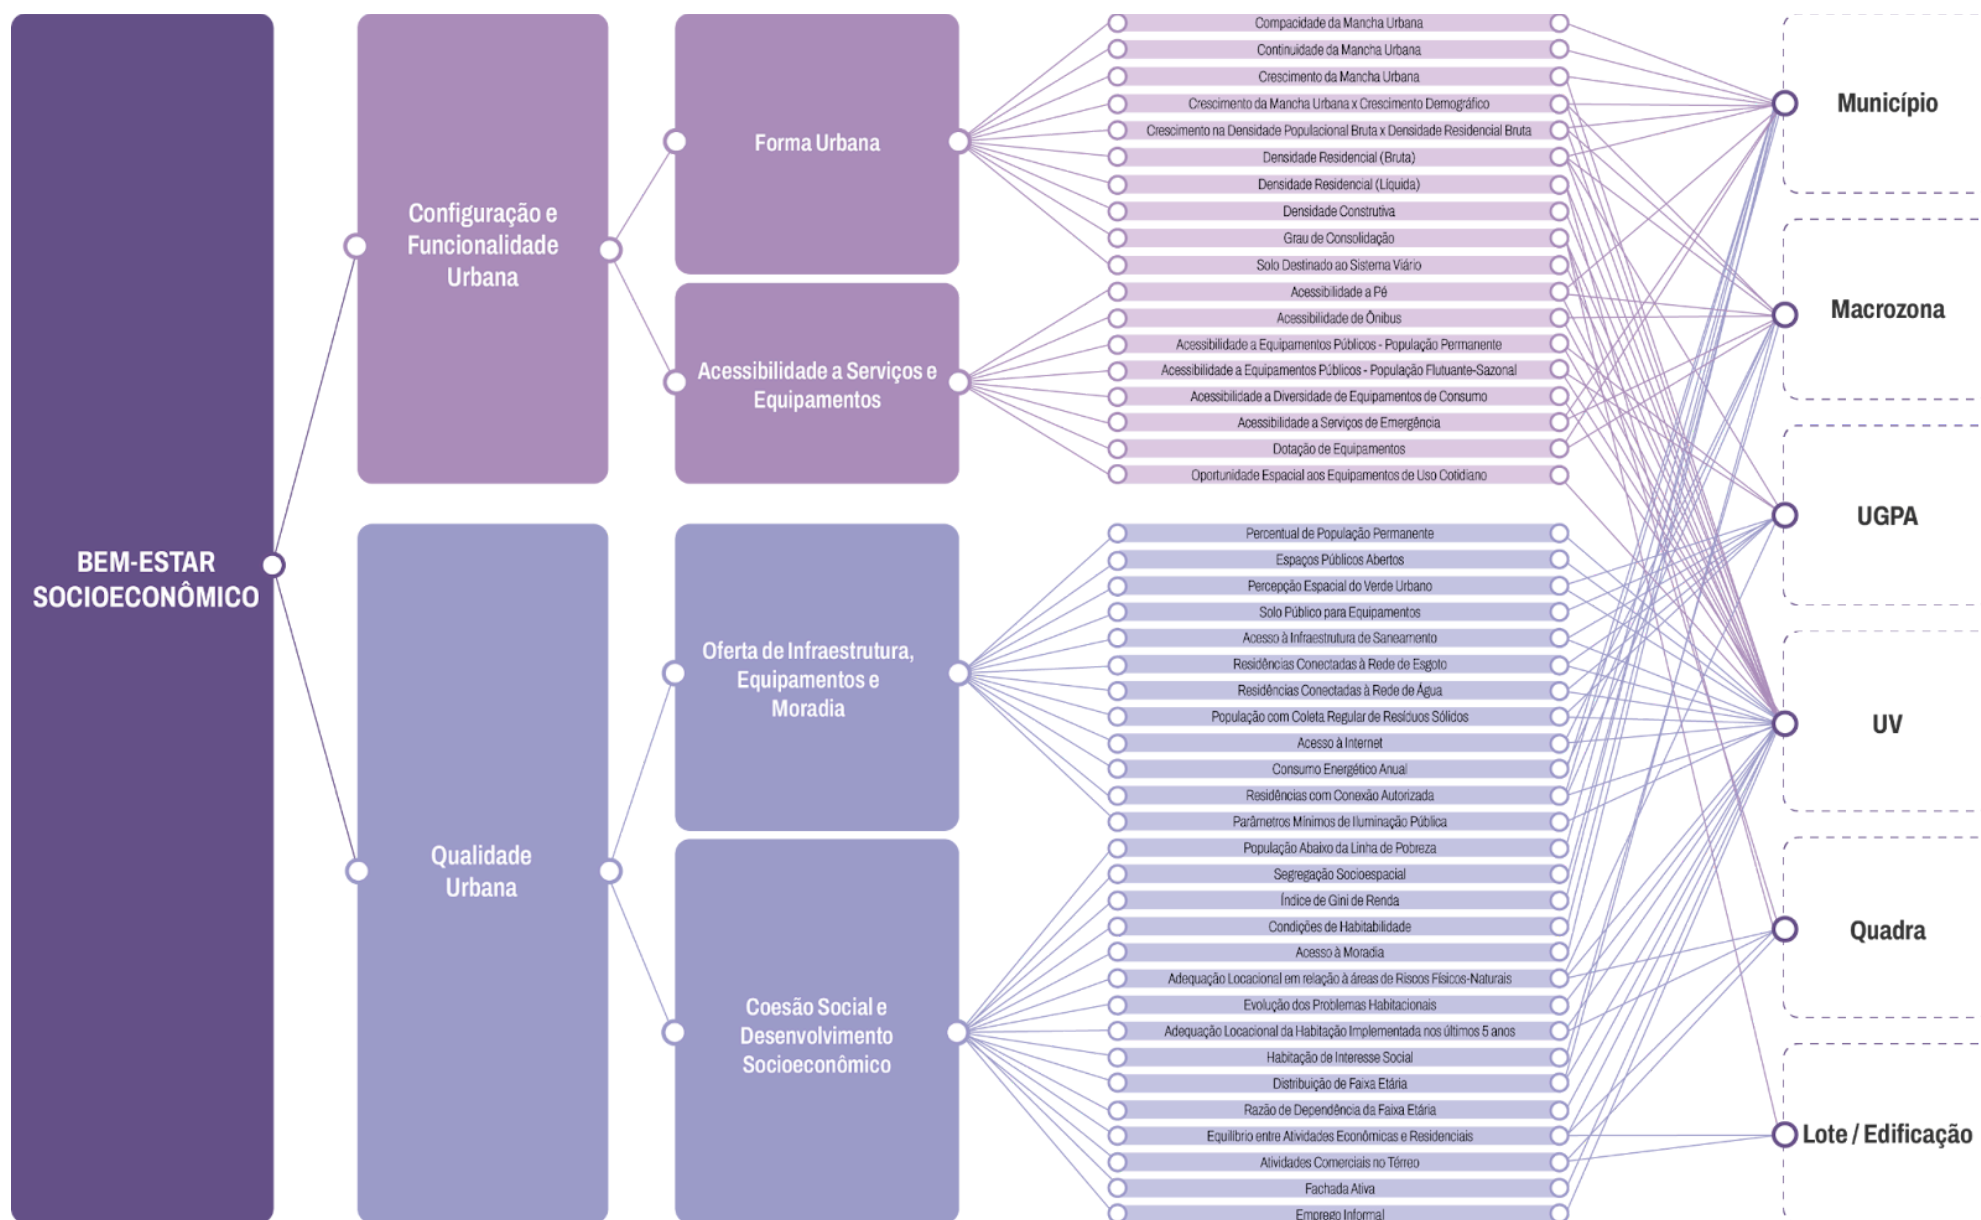 BEM-ESTAR
SOCIOECONÔMICO
Configuração e
Funcionalidade
Urbana
Qualidade
Urbana
Forma Urbana
Acessibilidade a Serviços e
Equipamentos
Oferta de Infraestrutura,
Equipamentos e
Moradia
Coesão Social e
Desenvolvimento
Socioeconômico
Compacidade da Mancha Urbana
Continuidade da Mancha Urbana
Crescimento da Mancha Urbana
Crescimento da Mancha Urbana x Crescimento Demográfico
Crescimento na Densidade Populacional Bruta x Densidade Residencial Bruta
Densidade Residencial (Bruta)
Densidade Residencial (Líquida)
Densidade Construtiva
Grau de Consolidação
Solo Destinado ao Sistema Viário
Acessibilidade a Pé
Acessibilidade de Ônibus
Acessibilidade a Equipamentos Públicos - População Permanente
Acessibilidade a Equipamentos Públicos - População Flutuante-Sazonal
Acessibilidade a Diversidade de Equipamentos de Consumo
Acessibilidade a Serviços de Emergência
Dotação de Equipamentos
Oportunidade Espacial aos Equipamentos de Uso Cotidiano
Percentual de População Permanente
Espaços Públicos Abertos
Percepção Espacial do Verde Urbano
Solo Público para Equipamentos
Acesso à Infraestrutura de Saneamento
Residências Conectadas à Rede de Esgoto
Residências Conectadas à Rede de Água
População com Coleta Regular de Resíduos Sólidos
Acesso à Internet
Consumo Energético Anual
Residências com Conexão Autorizada
Parâmetros Mínimos de Iluminação Pública
População Abaixo da Linha de Pobreza
Segregação Socioespacial
Índice de Gini de Renda
Condições de Habitabilidade
Acesso à Moradia
Adequação Locacional em relação à áreas de Riscos Físicos-Naturais
Evolução dos Problemas Habitacionais
Adequação Locacional da Habitação Implementada nos últimos 5 anos
Habitação de Interesse Social
Distribuição de Faixa Etária
Razão de Dependência da Faixa Etária
Equilíbrio entre Atividades Econômicas e Residenciais
Atividades Comerciais no Térreo
Fachada Ativa
Emprego Informal
Município
Macrozona
UGPA
UV
Quadra
Lote / Edificação